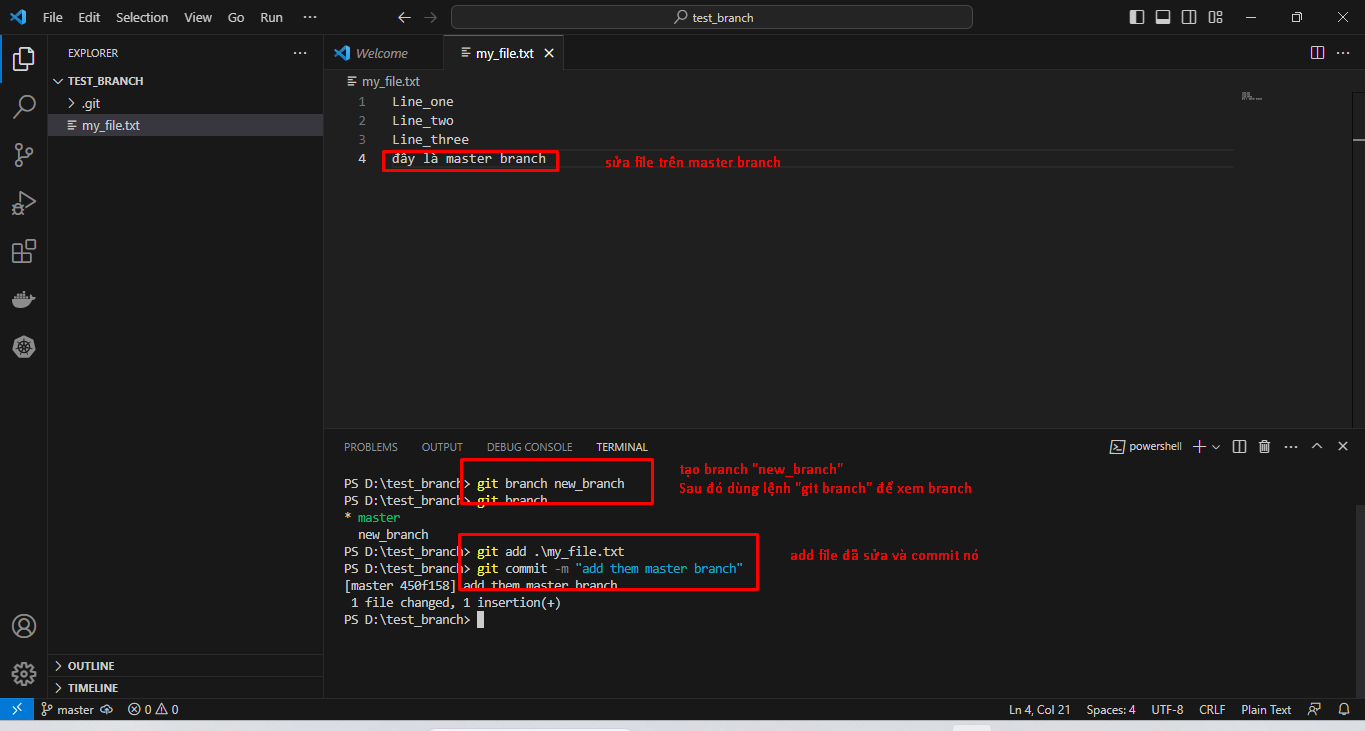 File Edit Selection View Go Run ···
test_branch
EXPLORER
Welcome
my_file.txt
TEST_BRANCH
.git
my_file.txt
my_file.txt
1 Line_one
2 Line_two
3 Line_three
4 đây là master branch
sửa file trên master branch
PROBLEMS OUTPUT DEBUG CONSOLE TERMINAL
powershell
tạo branch "new_branch"
Sau đó dùng lệnh "git branch" để xem branch
PS D:\test_branch> git branch new_branch
PS D:\test_branch> git branch
* master
new_branch
PS D:\test_branch> git add .\my_file.txt
add file đã sửa và commit nó
PS D:\test_branch> git commit -m "add them master branch"
[master 450f158] add them master branch
1 file changed, 1 insertion(+)
PS D:\test_branch>
OUTLINE
TIMELINE
master 0 0 Ln 4, Col 21 Spaces: 4 UTF-8 CRLF Plain Text